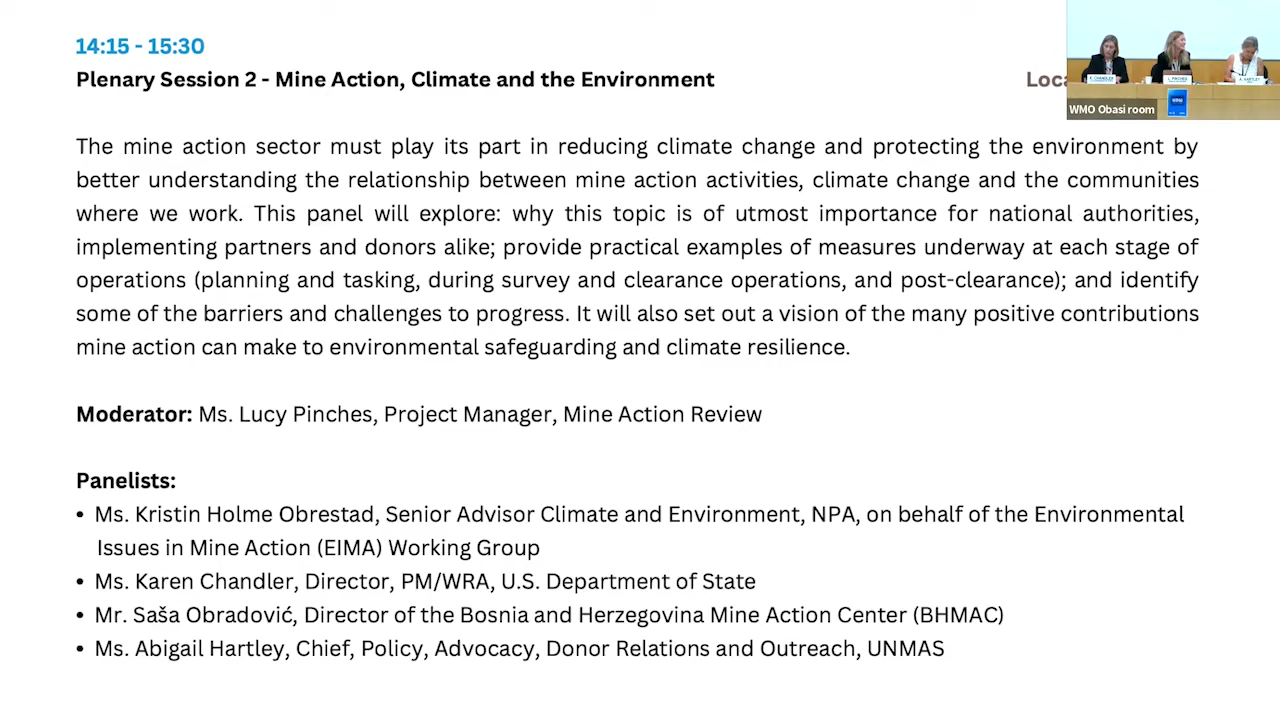 14:15 - 15:30
Plenary Session 2 - Mine Action, Climate and the Environment
Loca
K. CHANDLER
L. PINCHES
A. HARTLEY
WMO Obasi room
The mine action sector must play its part in reducing climate change and protecting the environment by
better understanding the relationship between mine action activities, climate change and the communities
where we work. This panel will explore: why this topic is of utmost importance for national authorities,
implementing partners and donors alike; provide practical examples of measures underway at each stage of
operations (planning and tasking, during survey and clearance operations, and post-clearance); and identify
some of the barriers and challenges to progress. It will also set out a vision of the many positive contributions
mine action can make to environmental safeguarding and climate resilience.
Moderator: Ms. Lucy Pinches, Project Manager, Mine Action Review
Panelists:
• Ms. Kristin Holme Obrestad, Senior Advisor Climate and Environment, NPA, on behalf of the Environmental
Issues in Mine Action (EIMA) Working Group
• Ms. Karen Chandler, Director, PM/WRA, U.S. Department of State
• Mr. Saša Obradović, Director of the Bosnia and Herzegovina Mine Action Center (BHMAC)
• Ms. Abigail Hartley, Chief, Policy, Advocacy, Donor Relations and Outreach, UNMAS